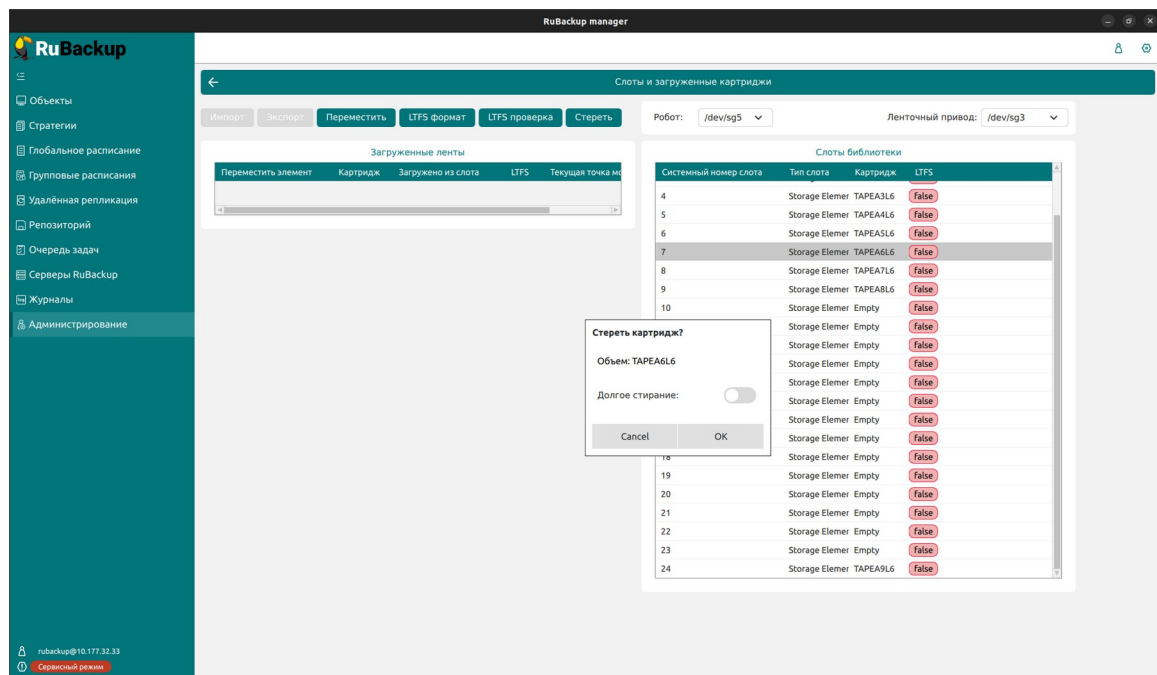 RuBackup manager
RuBackup
Объекты
Стратегии
Глобальное расписание
Групповые расписания
Удалённая репликация
Репозиторий
Очередь задач
Серверы RuBackup
Журналы
Администрирование
rubackup@10.177.32.33
Сервисный режим
Слоты и загруженные картриджи
Импорт Экспорт Переместить LTFS формат LTFS проверка Стереть
Робот: /dev/sg5 Ленточный привод: /dev/sg3
Загруженные ленты
Переместить элемент Картридж Загружено из слота LTFS Текущая точка мо
Слоты библиотеки
Системный номер слота Тип слота Картридж LTFS
false
4 Storage Elemer TAPEA3L6 false
5 Storage Elemer TAPEA4L6 false
6 Storage Elemer TAPEA5L6 false
7 Storage Elemer TAPEA6L6 false
8 Storage Elemer TAPEA7L6 false
9 Storage Elemer TAPEA8L6 false
10 Storage Elemer Empty false
Storage Elemer Empty false
Storage Elemer Empty false
Storage Elemer Empty false
Storage Elemer Empty false
Storage Elemer Empty false
Storage Elemer Empty false
Storage Elemer Empty false
18 Storage Elemer Empty false
19 Storage Elemer Empty false
20 Storage Elemer Empty false
21 Storage Elemer Empty false
22 Storage Elemer Empty false
23 Storage Elemer Empty false
24 Storage Elemer TAPEA9L6 false
Стереть картридж?
Объем: TAPEA6L6
Долгое стирание:
Cancel OK